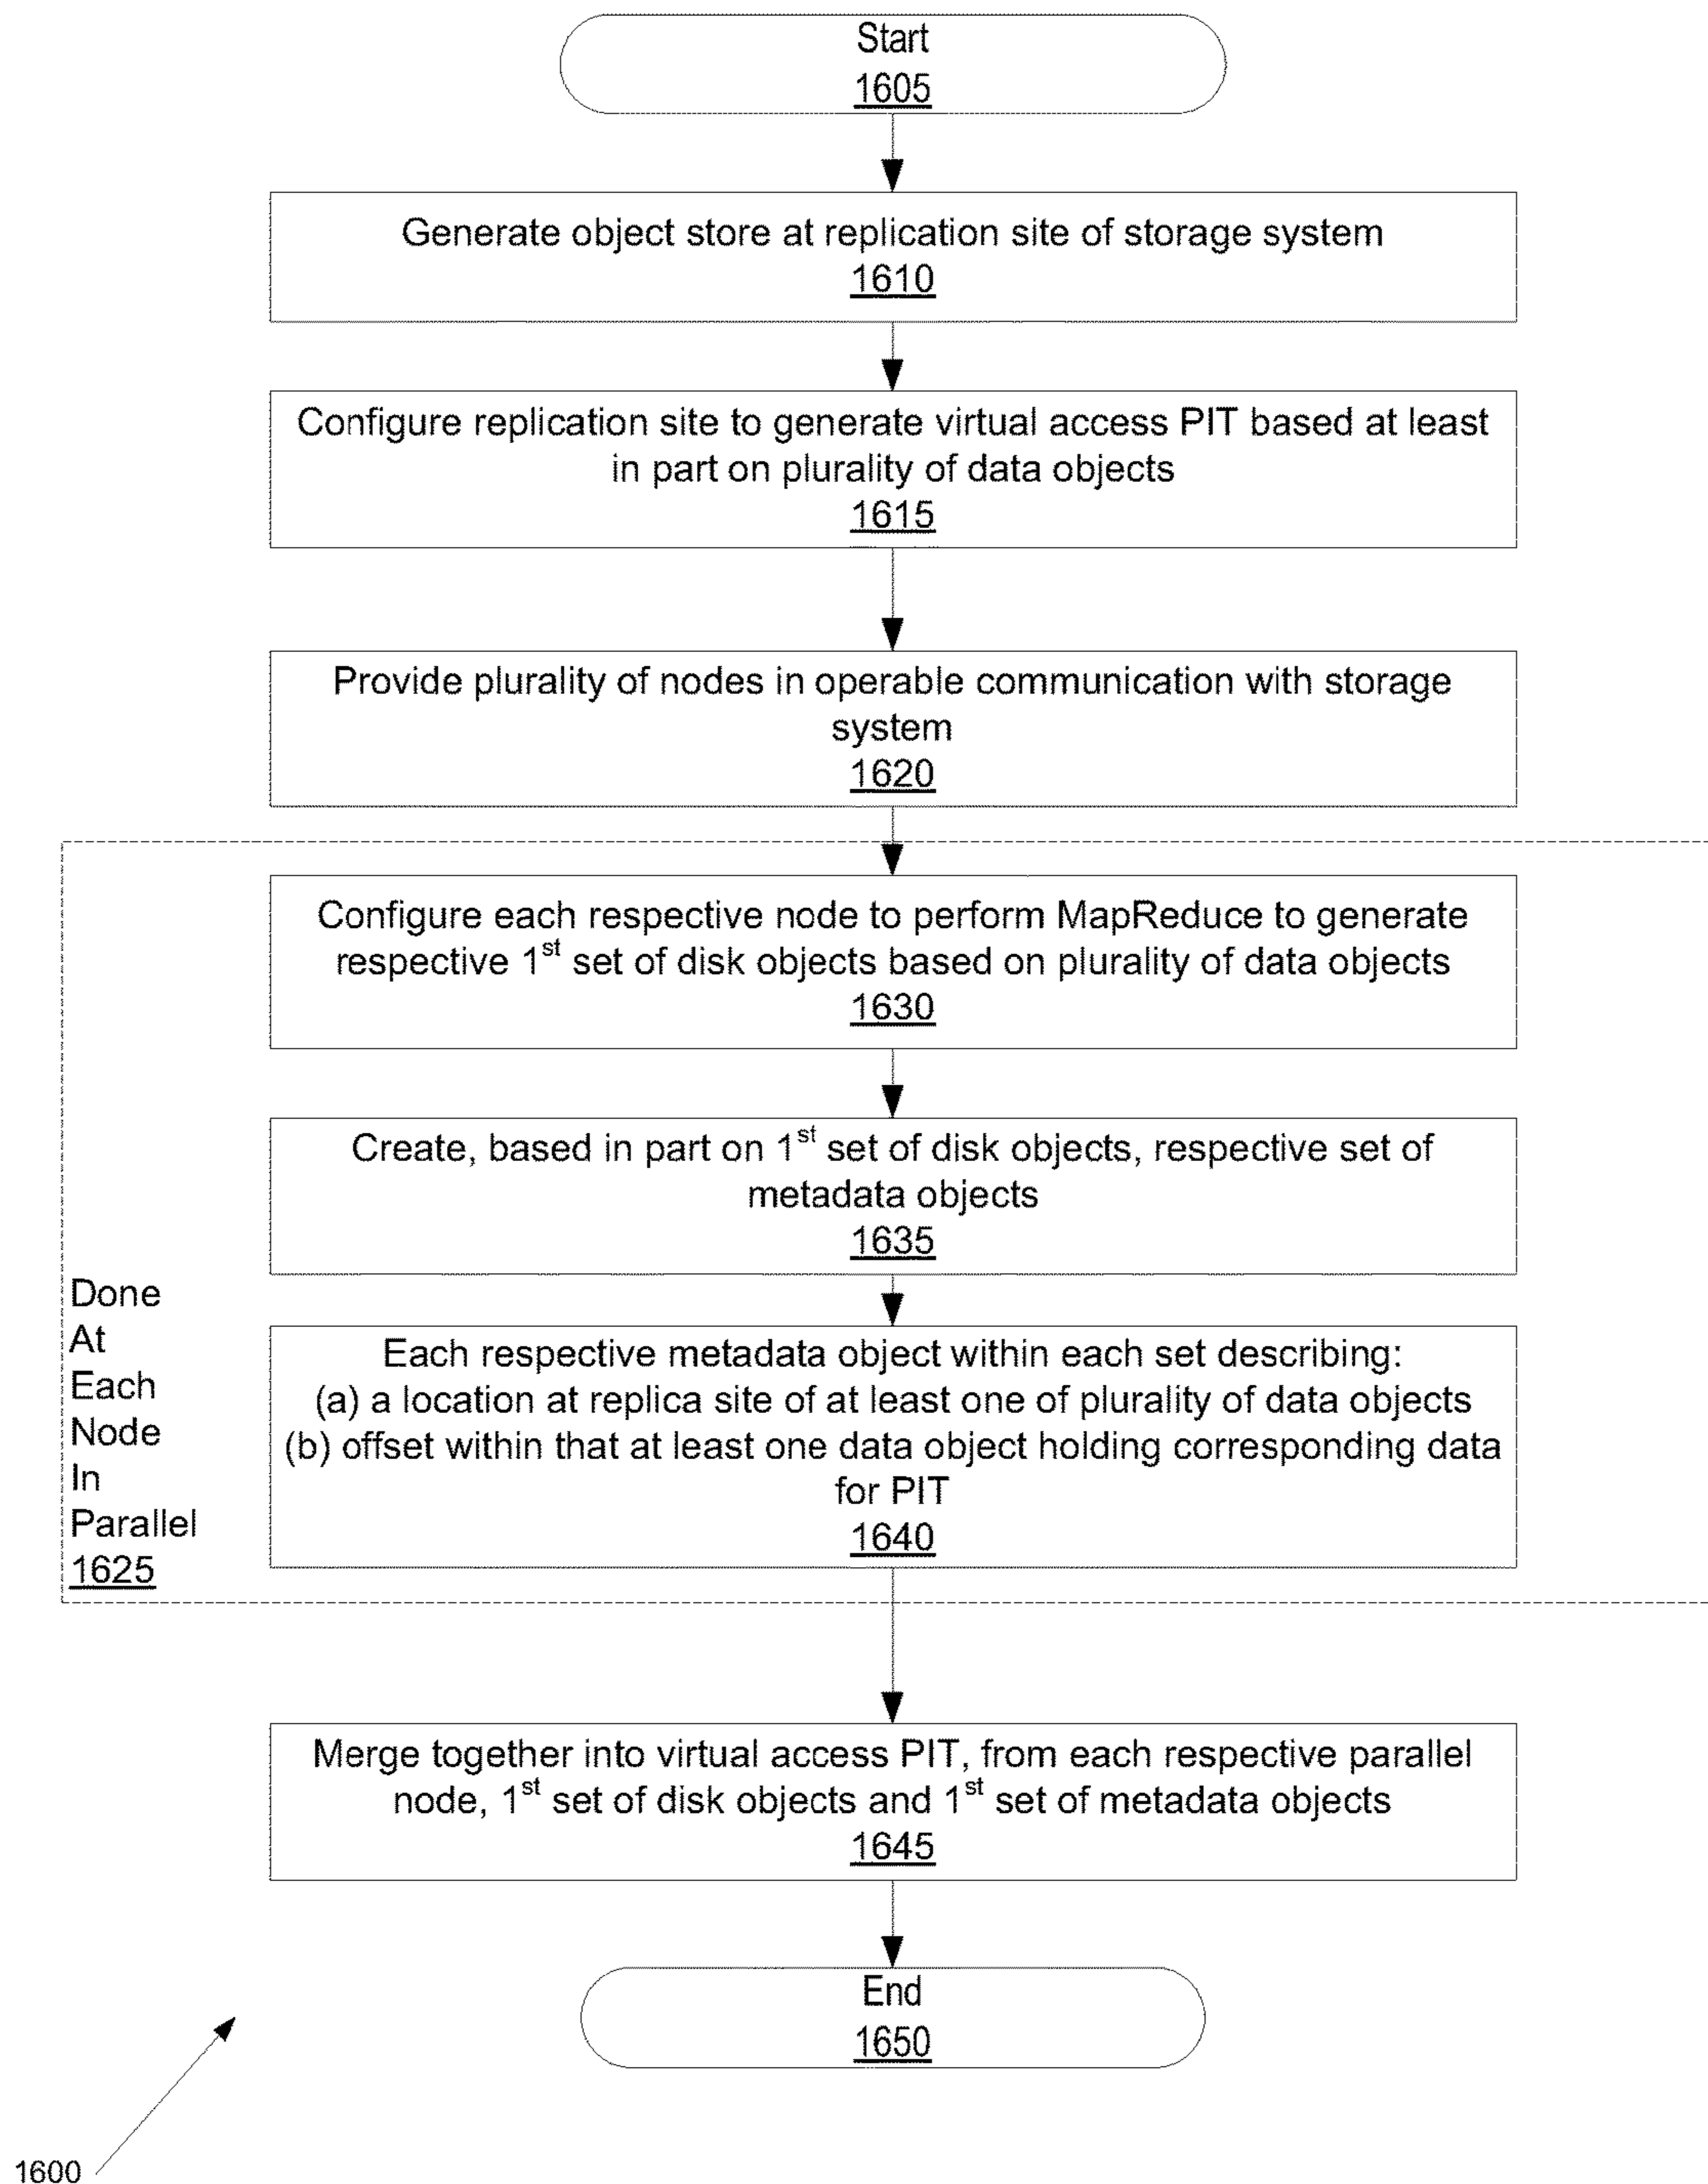 Start
1605
Generate object store at replication site of storage system
1610
Configure replication site to generate virtual access PIT based at least
in part on plurality of data objects
1615
Provide plurality of nodes in operable communication with storage
system
1620
Configure each respective node to perform MapReduce to generate
respective 1st set of disk objects based on plurality of data objects
1630
Create, based in part on 1st set of disk objects, respective set of
metadata objects
1635
Done
At
Each
Node
In
Parallel
1625
Each respective metadata object within each set describing:
(a) a location at replica site of at least one of plurality of data objects
(b) offset within that at least one data object holding corresponding data
for PIT
1640
Merge together into virtual access PIT, from each respective parallel
node, 1st set of disk objects and 1st set of metadata objects
1645
End
1650
1600